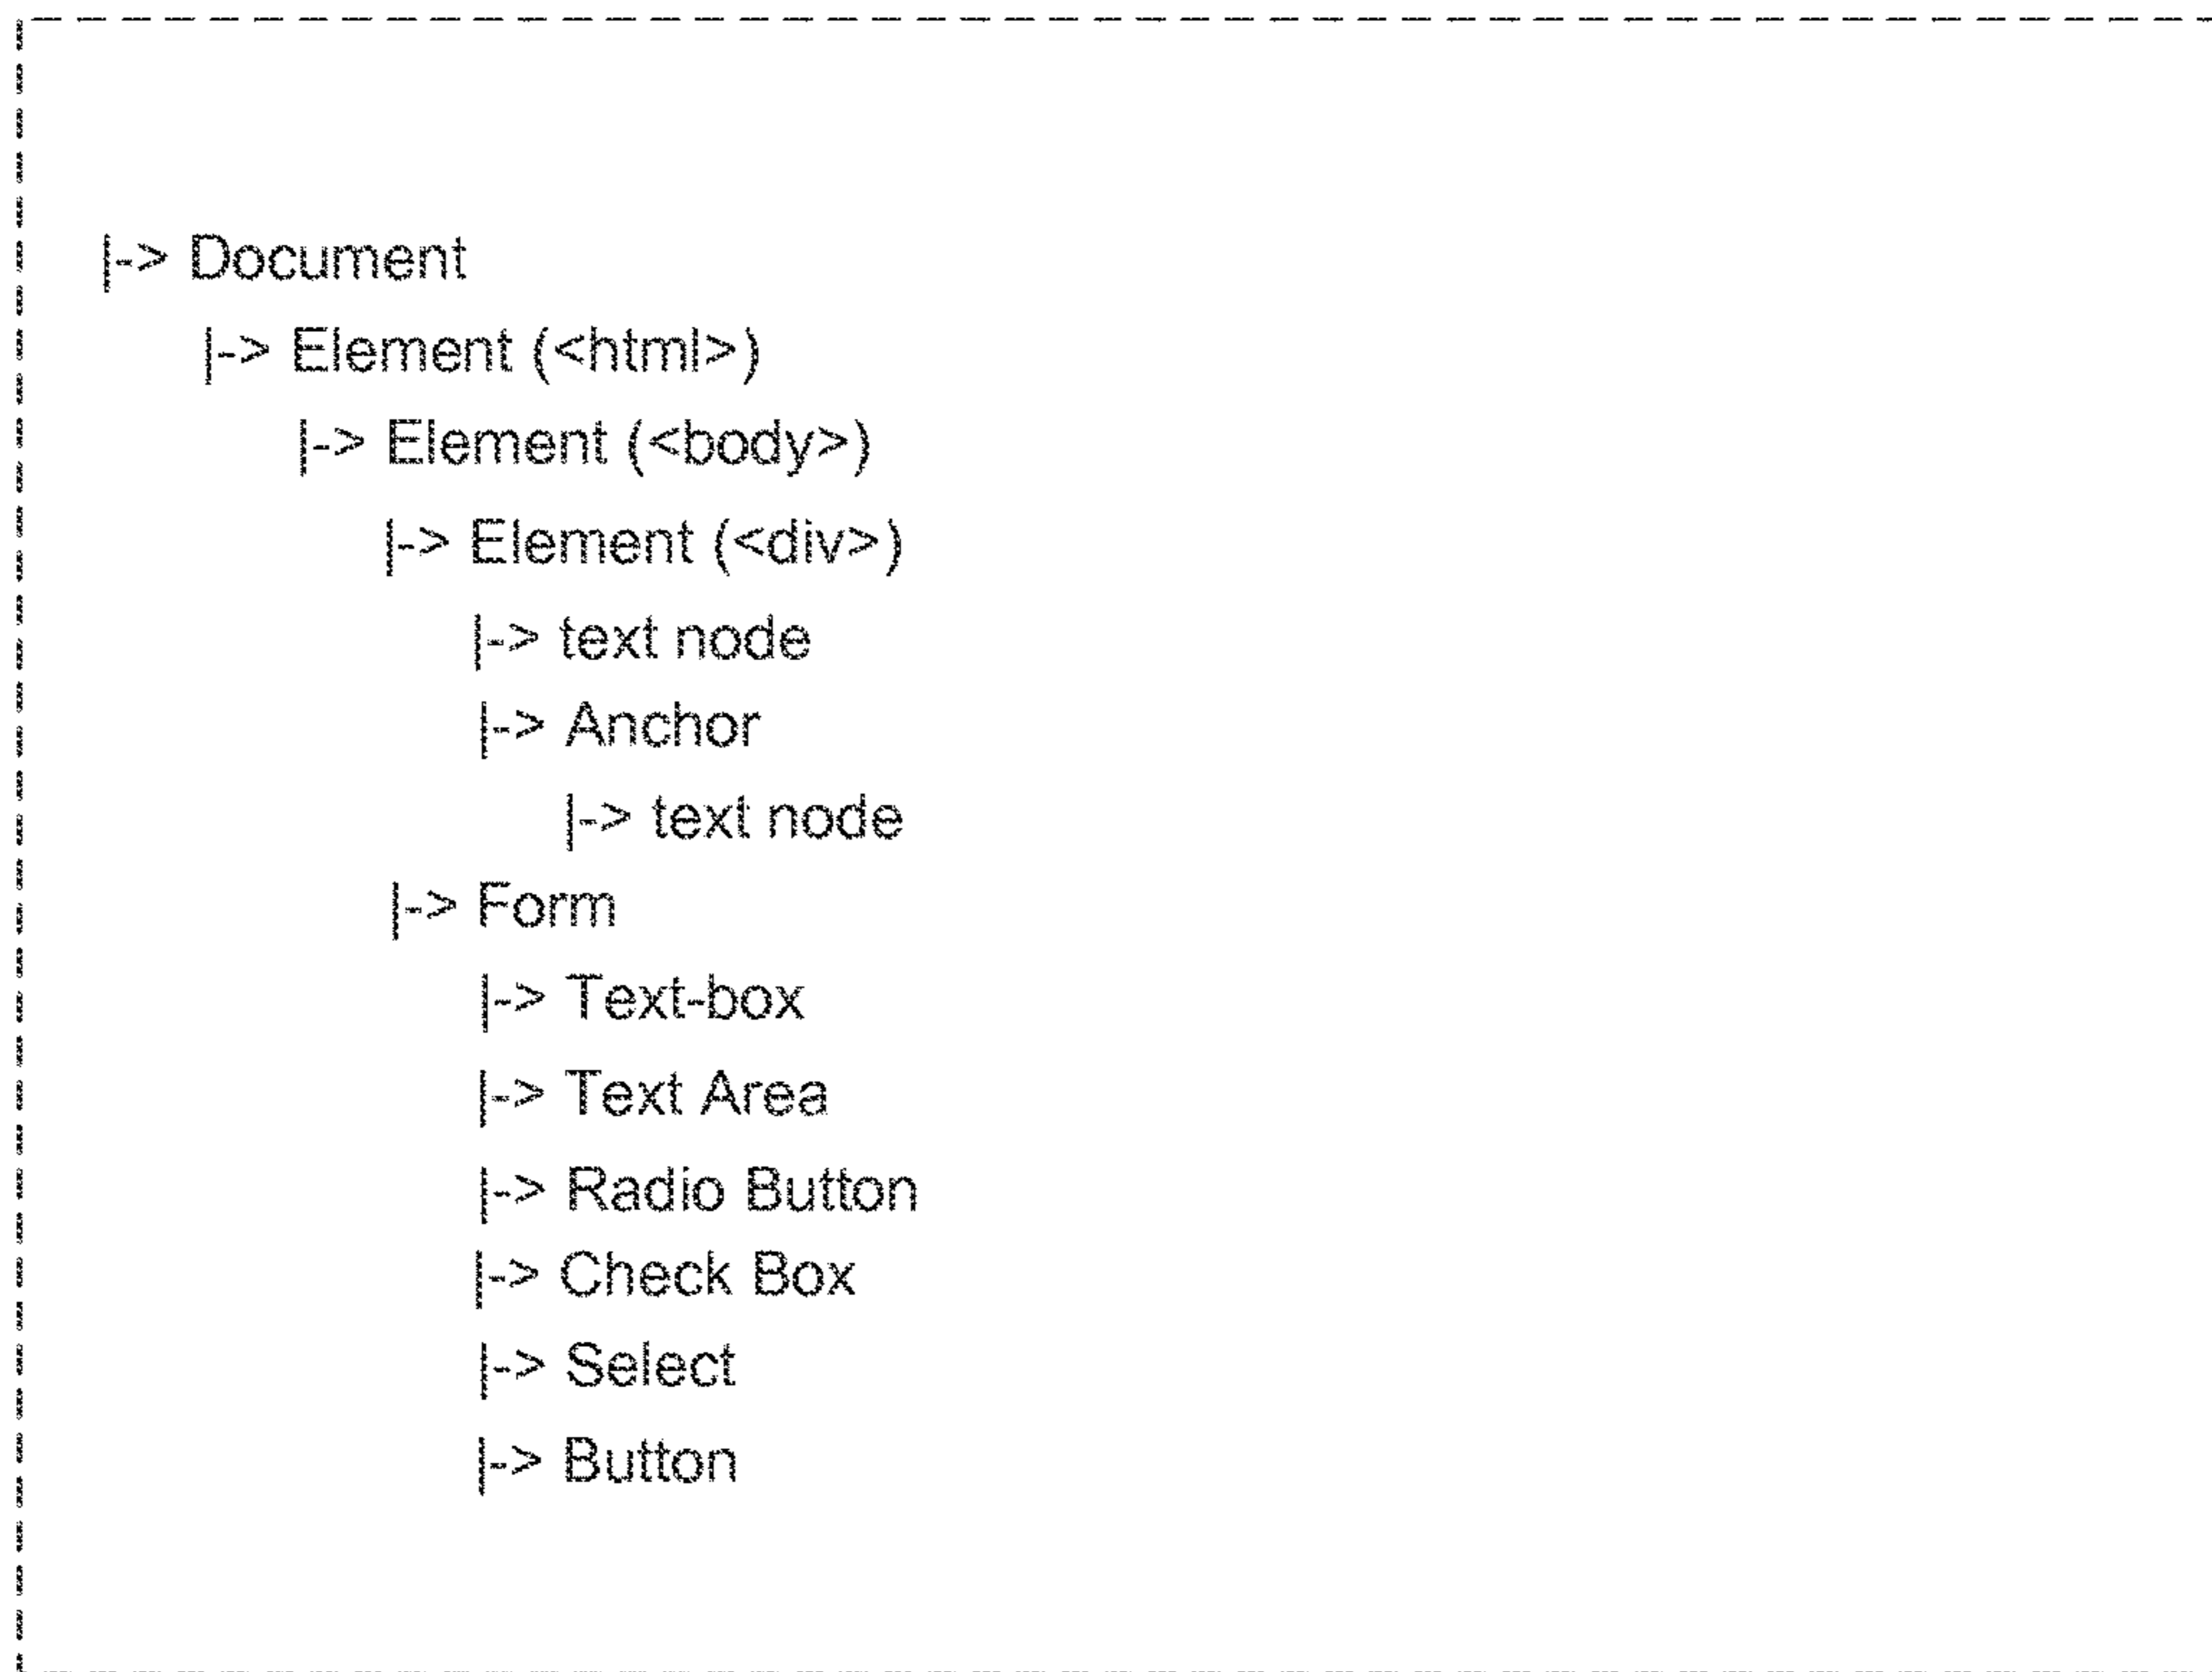 |-> Document
|-> Element (<html>)
|-> Element (<body>)
|-> Element (<div>)
|-> text node
|-> Anchor
|-> text node
|-> Form
|-> Text-box
|-> Text Area
|-> Radio Button
|-> Check Box
|-> Select
|-> Button